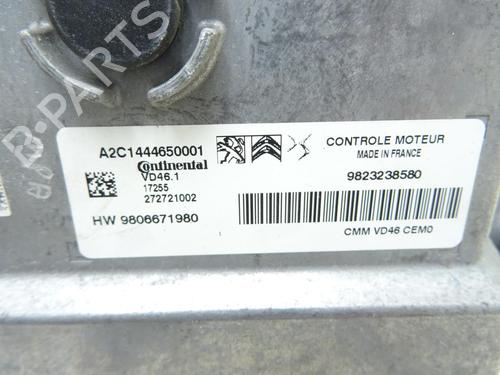 B-PARTS
A2C1444650001
Continental
VD46.1
17255
272721002
HW 9806671980
CONTROLE MOTEUR
MADE IN FRANCE
9823238580
CMM VD46 CEM0